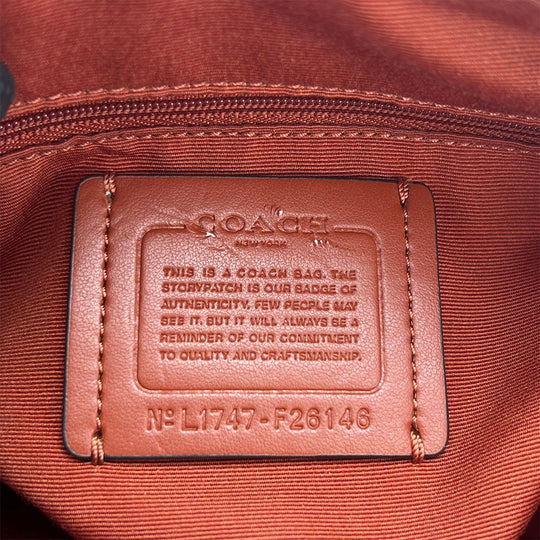 COACH
NEW YORK
THIS IS A COACH BAG. THE
STORYPATCH IS OUR BADGE OF
AUTHENTICITY. FEW PEOPLE MAY
SEE IT. BUT IT WILL ALWAYS BE A
REMINDER OF OUR COMMITMENT
TO QUALITY AND CRAFTSMANSHIP.
Nº L1747-F26146